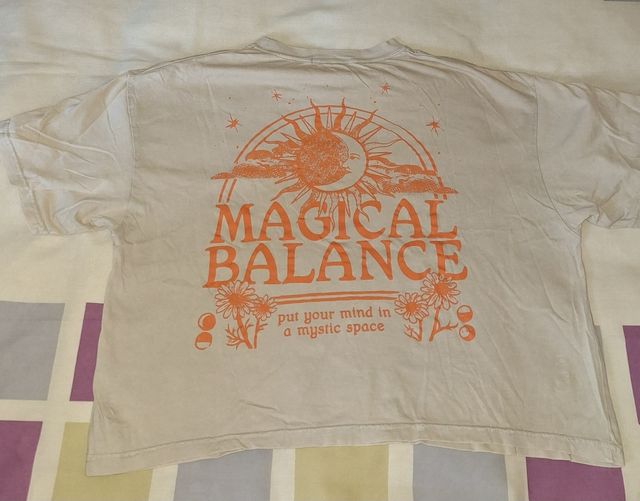 MAGICAL
BALANCE
put your mind in
a mystic space